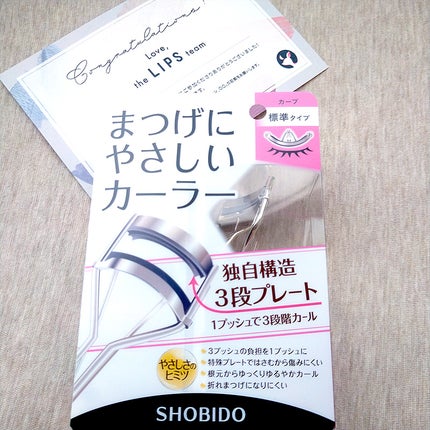 Congratulations!
Love,
the LIPS team
カーブ
標準タイプ
まつげに
やさしい
カーラー
独自構造
3段プレート
1プッシュで3段階カール
やさしさの
ヒミツ
3プッシュの負担を1プッシュに
特殊プレートではさむから傷みにくい
根元からゆっくりゆるやかカール
折れまつげになりにくい
SHOBIDO